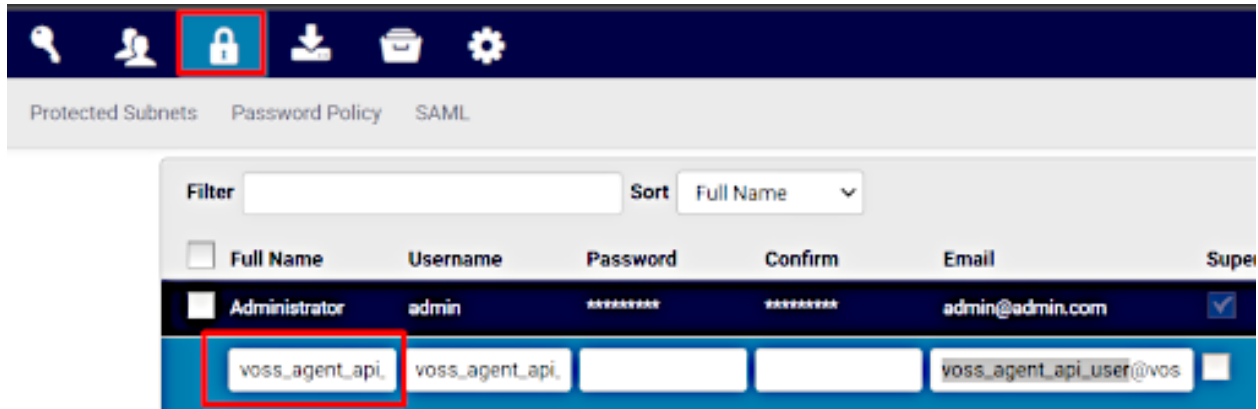 Protected Subnets Password Policy SAML
Filter Sort Full Name
Full Name Username Password Confirm Email Super
Administrator admin ********* ********* admin@admin.com
voss_agent_api_ voss_agent_api_ voss_agent_api_user@vos